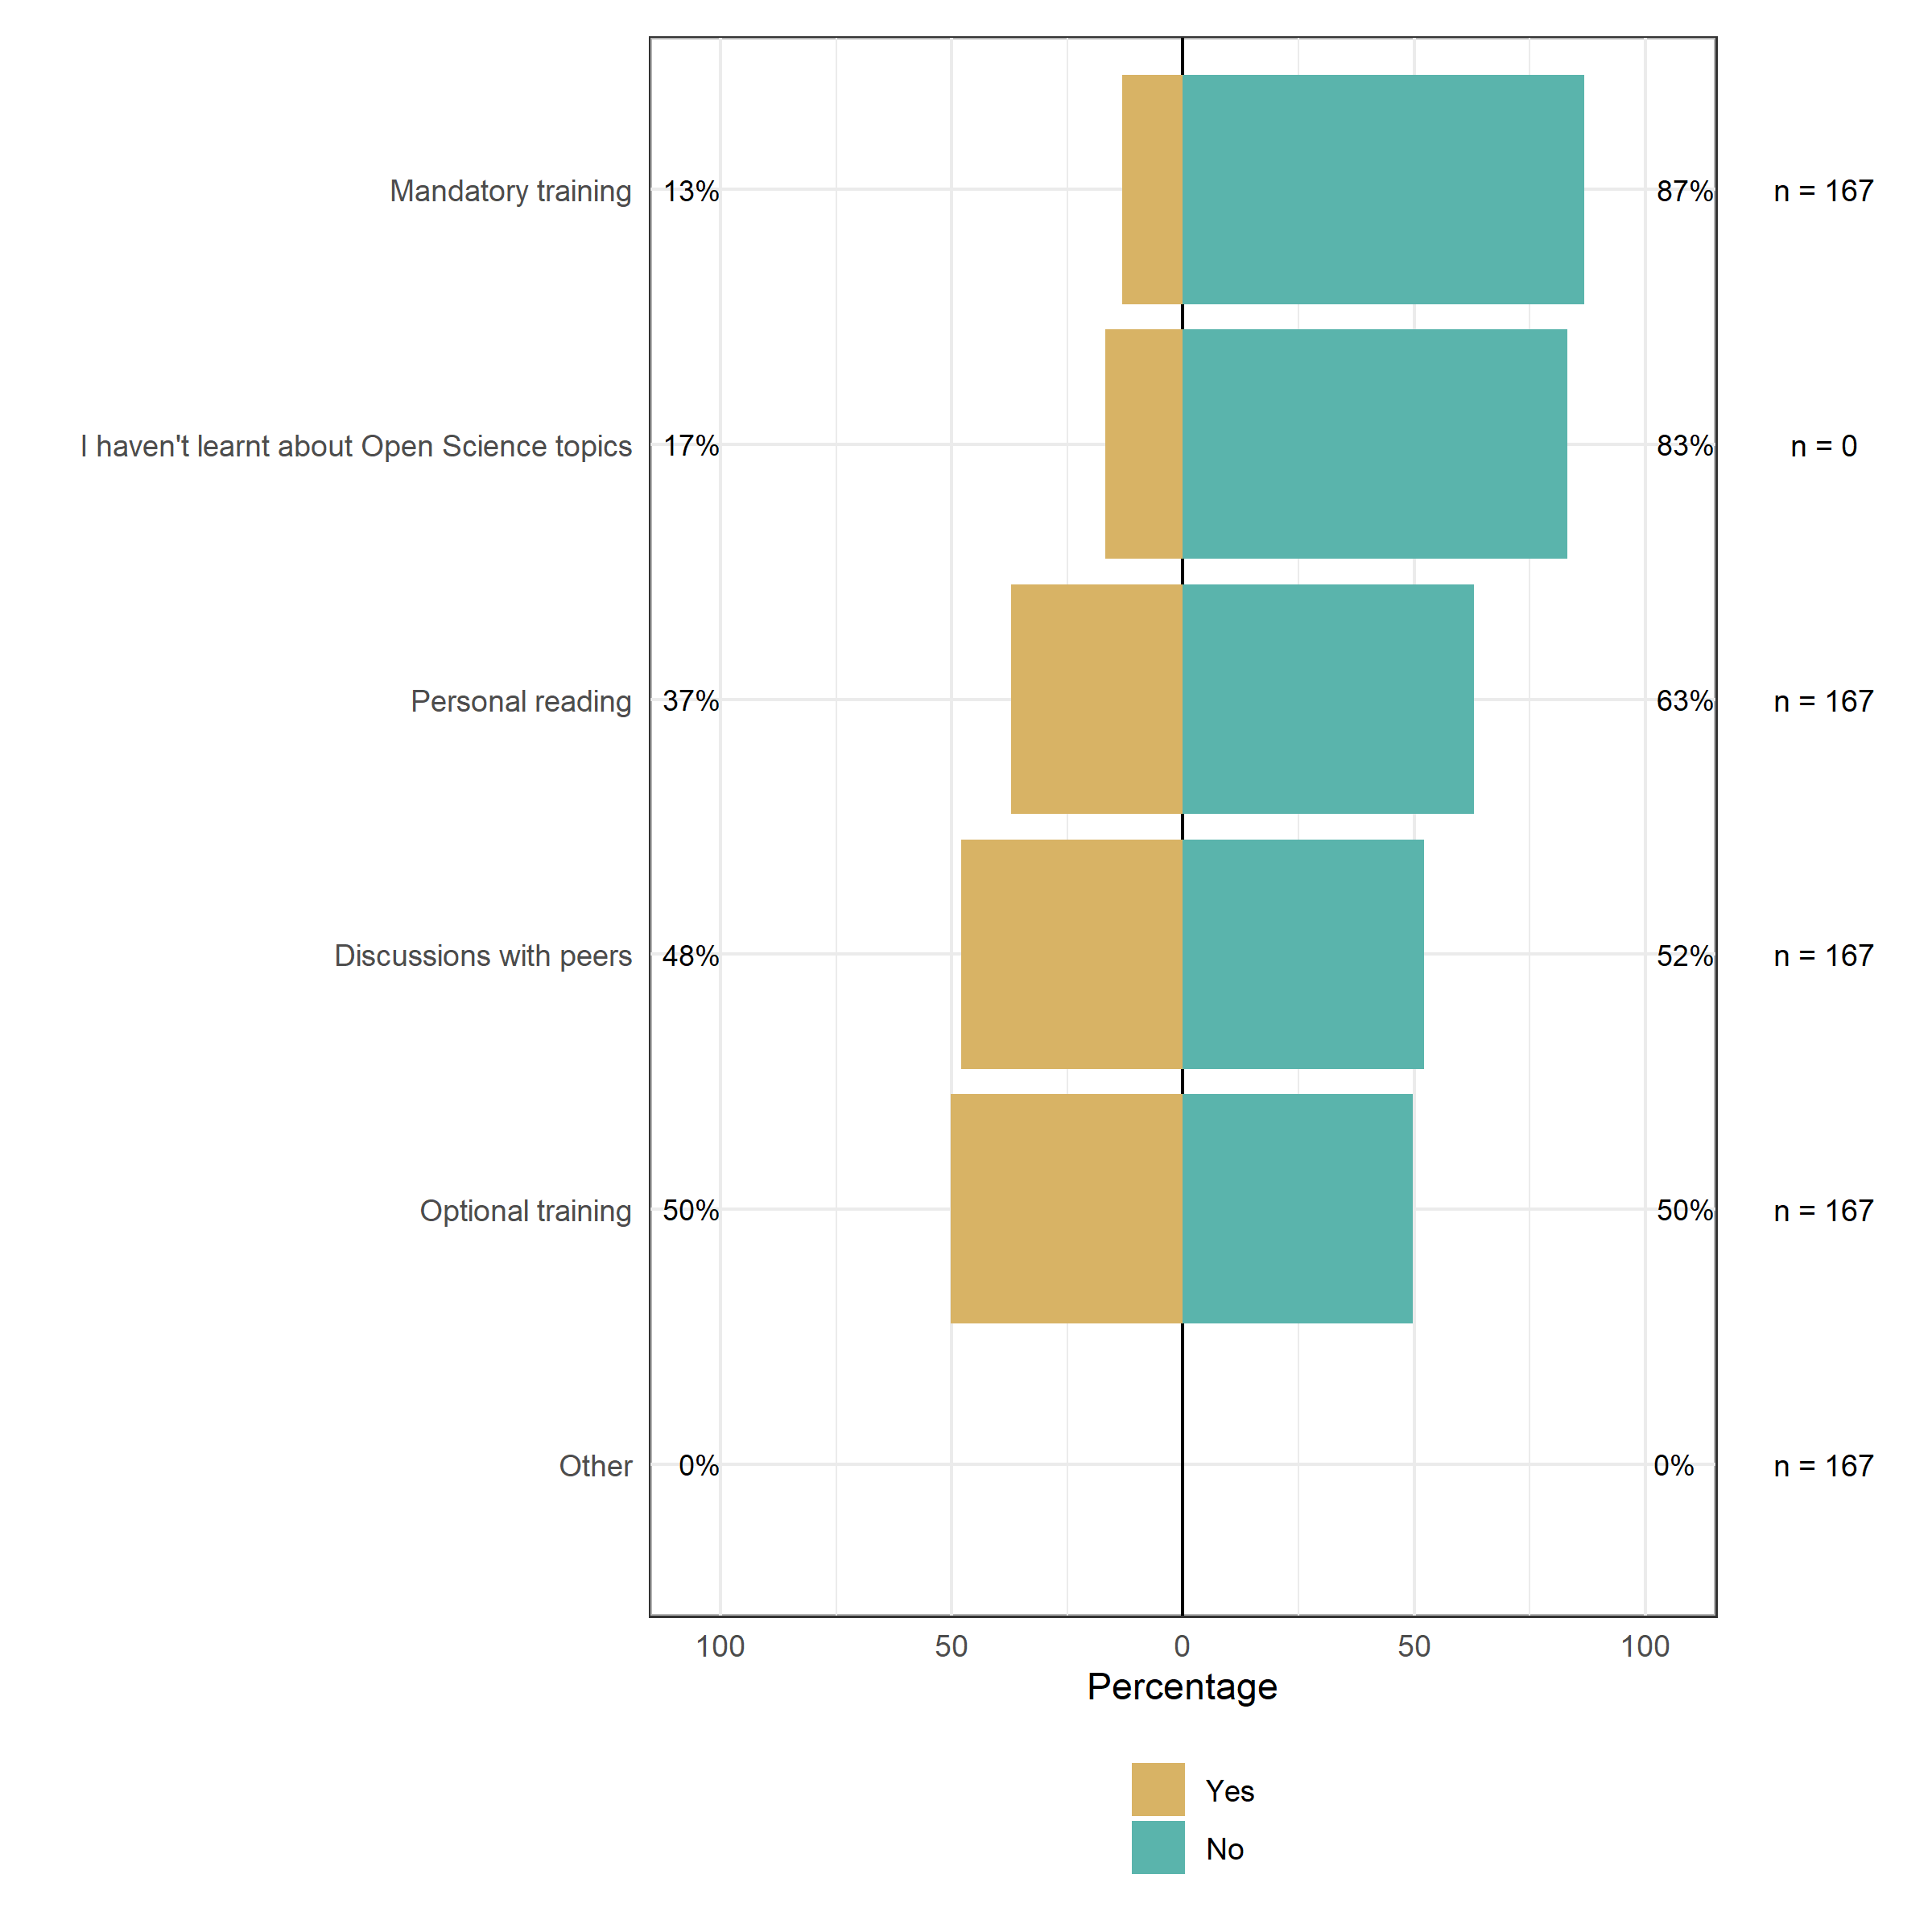 Mandatory training 13% 87% n = 167
I haven't learnt about Open Science topics 17% 83% n = 0
Personal reading 37% 63% n = 167
Discussions with peers 48% 52% n = 167
Optional training 50% 50% n = 167
Other 0% 0% n = 167
100 50 0 50 100
Percentage
Yes
No